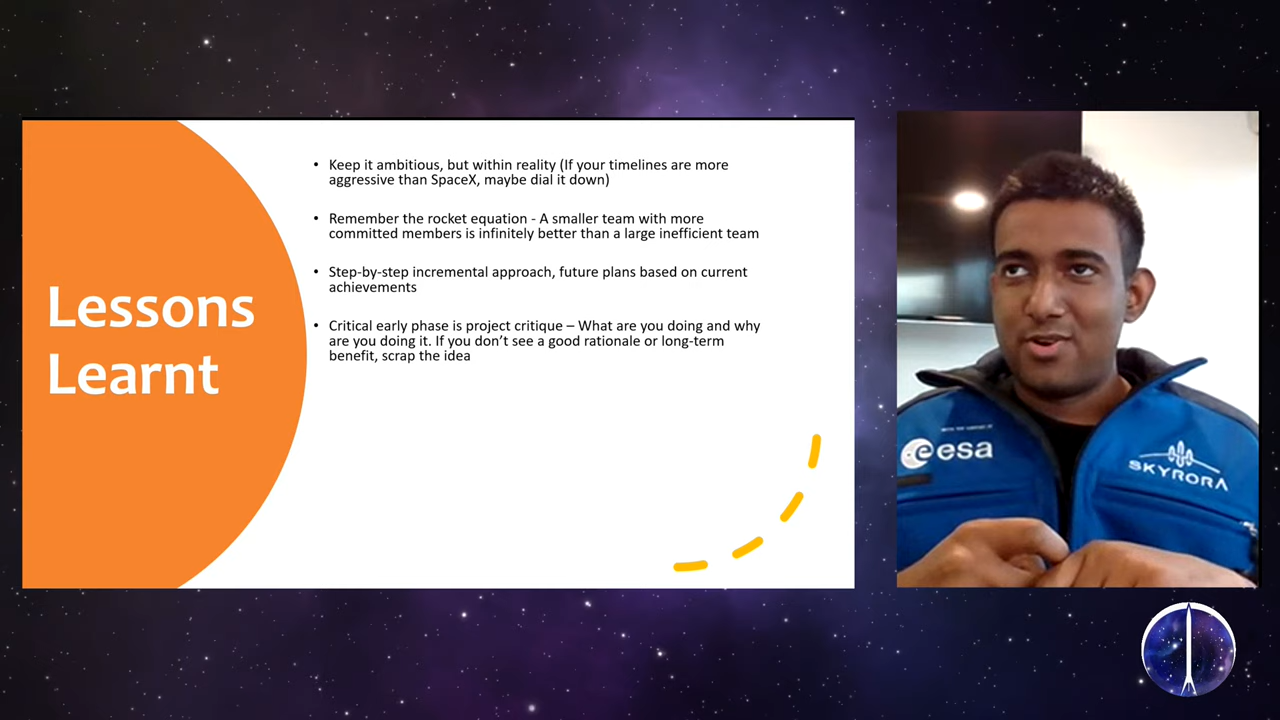 Lessons
Learnt
• Keep it ambitious, but within reality (If your timelines are more
aggressive than SpaceX, maybe dial it down)
• Remember the rocket equation - A smaller team with more
committed members is infinitely better than a large inefficient team
• Step-by-step incremental approach, future plans based on current
achievements
• Critical early phase is project critique – What are you doing and why
are you doing it. If you don’t see a good rationale or long-term
benefit, scrap the idea
esa
SKYRORA